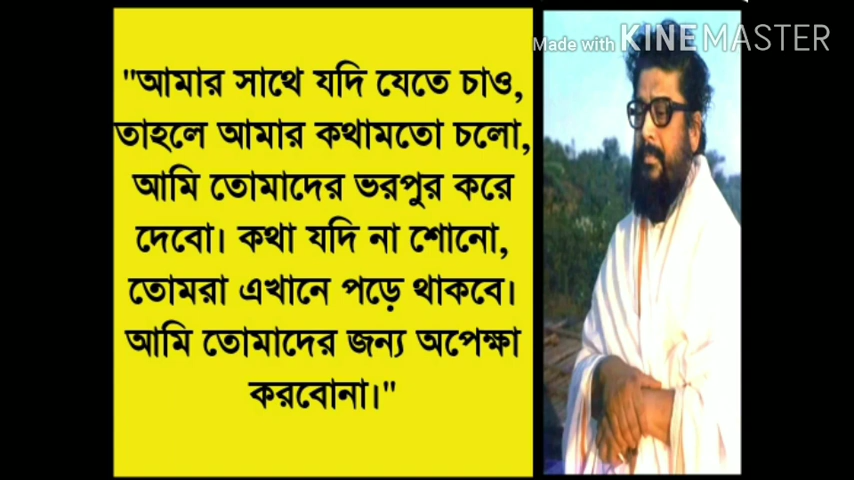 Made with KINEMASTER
"আমার সাথে যদি যেতে চাও,
তাহলে আমার কথামতো চলো,
আমি তোমাদের ভরপুর করে
দেবো। কথা যদি না শোনো,
তোমরা এখানে পড়ে থাকবে।
আমি তোমাদের জন্য অপেক্ষা
করবোনা।"